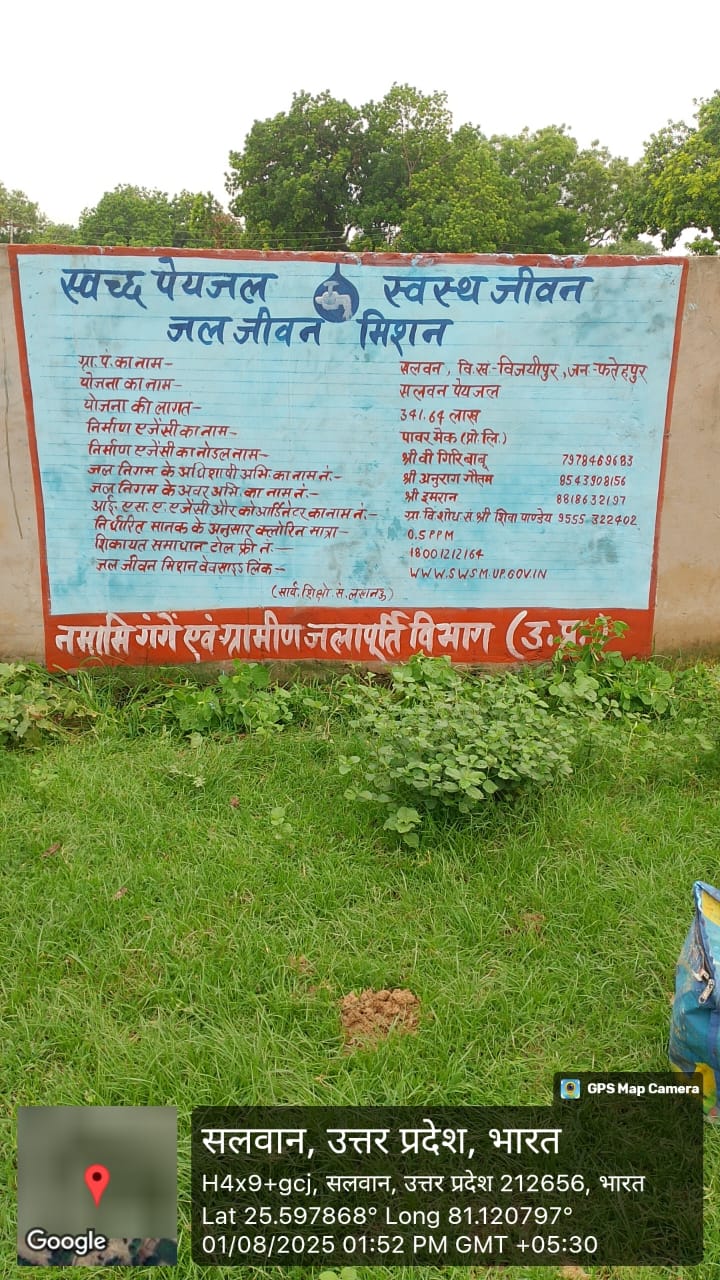 स्वच्छ पेयजल स्वस्थ जीवन
जल जीवन मिशन
ग्रा.पं.का नाम- सलवन, वि.खं-विजयीपुर, जन-फतेहपुर
योजना का नाम- सलवन पेयजल
योजना की लागत- 341.64 लाख
निर्माण एजेंसी का नाम- पावर मेक (प्रो.लि.)
निर्माण एजेंसी का नोडल नाम- श्री वी गिरि बाबू 7978469683
जल निगम के अधिशाषी अभि.का नाम नं.- श्री अनुराग गौतम 8543908156
जल निगम के अवर अभि.का नाम नं.- श्री इमरान 8818632197
आई.एस.ए.एजेंसी और कोआर्डिनेटर का नाम नं.- ग्रा.वि.शोध सं.श्री शिवा पाण्डेय 9555 322402
निर्धारित मानक के अनुसार क्लोरिन मात्रा- 0.5 PPM
शिकायत समाधान टोल फ्री नं.- 18001212164
जल जीवन मिशन वेवसाइड लिंक- WWW.SWSM.UP.GOV.IN
नमामि गंगें एवं ग्रामीण जलापूर्ति विभाग (उ.प्र.)
GPS Map Camera
सलवान, उत्तर प्रदेश, भारत
H4x9+gcj, सलवान, उत्तर प्रदेश 212656, भारत
Lat 25.597868° Long 81.120797°
01/08/2025 01:52 PM GMT +05:30
Google